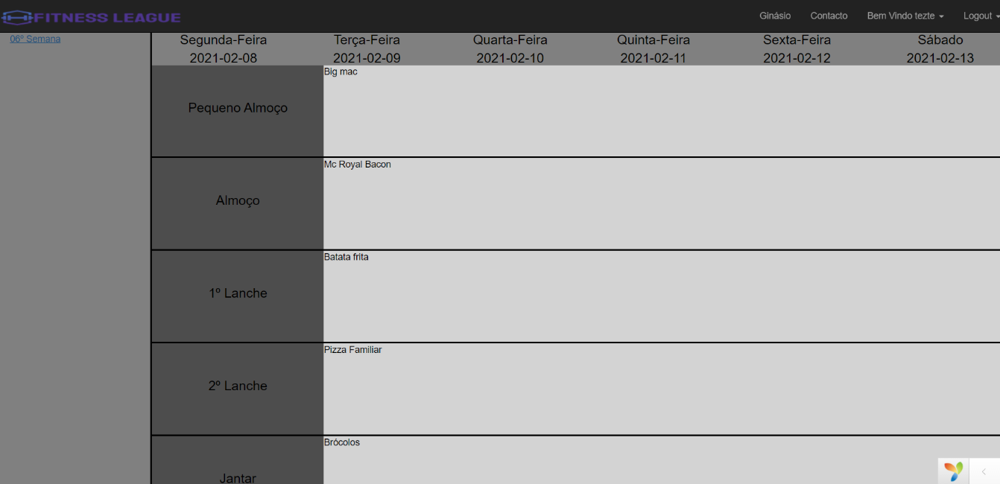 FITNESS LEAGUE
Ginásio Contacto Bem Vindo tezte Logout
06º Semana
Segunda-Feira Terça-Feira Quarta-Feira Quinta-Feira Sexta-Feira Sábado
2021-02-08 2021-02-09 2021-02-10 2021-02-11 2021-02-12 2021-02-13
Big mac
Pequeno Almoço
Mc Royal Bacon
Almoço
Batata frita
1º Lanche
Pizza Familiar
2º Lanche
Brócolos
Jantar